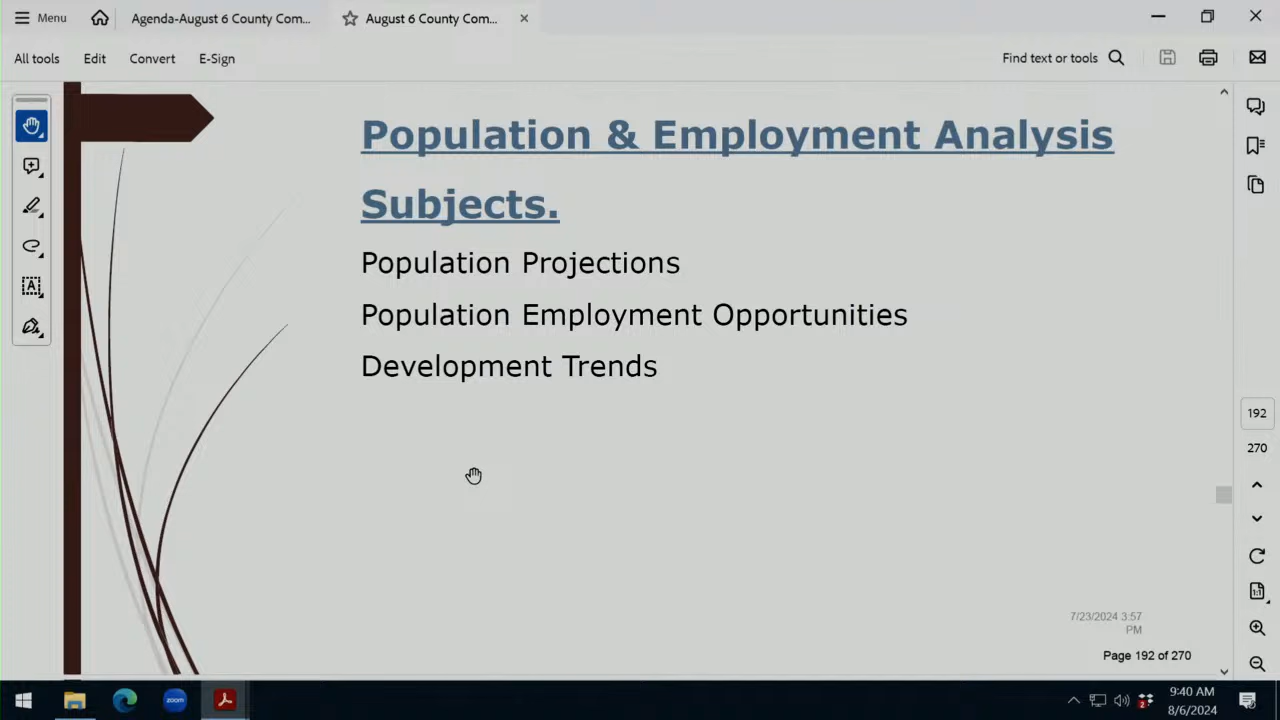 Menu
Agenda-August 6 County Com...
August 6 County Com...
All tools
Edit
Convert
E-Sign
Find text or tools
Population & Employment Analysis
Subjects.
Population Projections
Population Employment Opportunities
Development Trends
192
270
7/23/2024 3:57
PM
Page 192 of 270
zoom
9:40 AM
8/6/2024